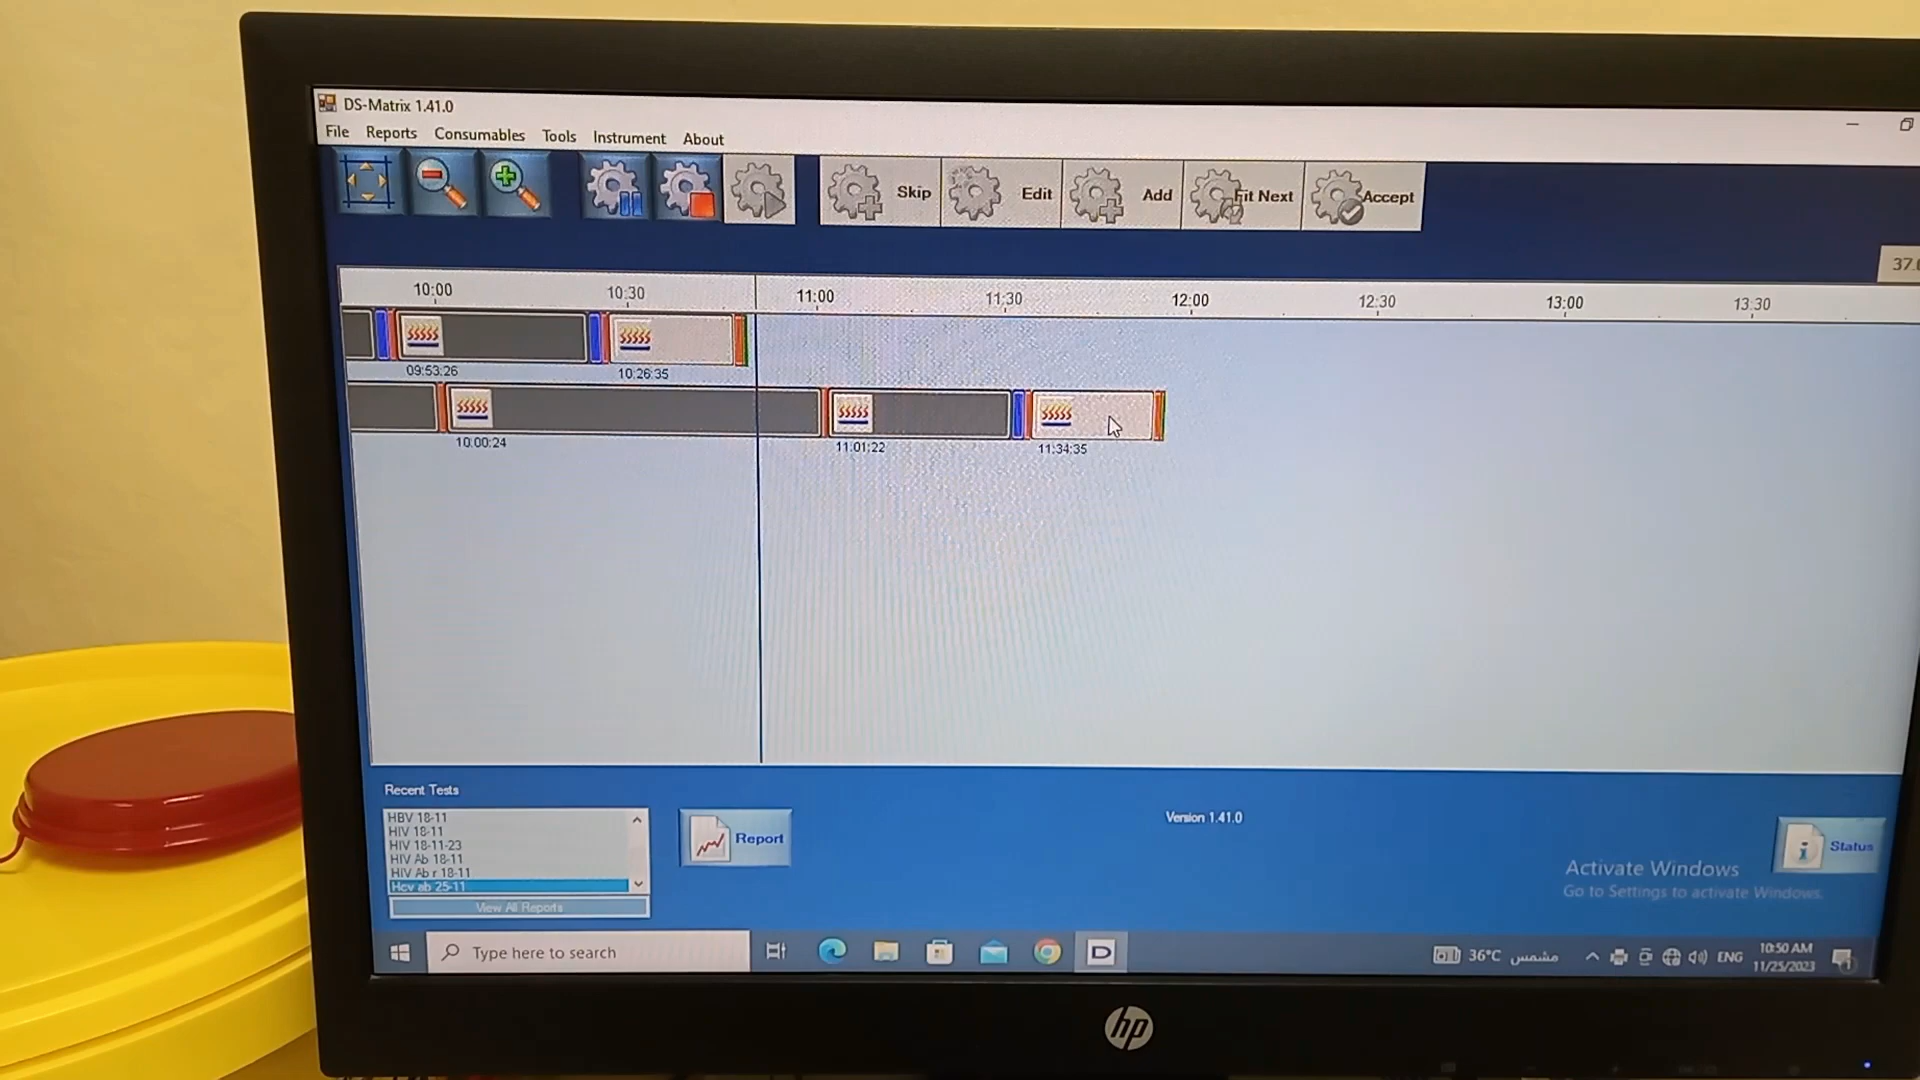 DS-Matrix 1.41.0
File Reports Consumables Tools Instrument About
Skip Edit Add Fit Next Accept
10:00 10:30 11:00 11:30 12:00 12:30 13:00 13:30
09:53:26 10:26:35
10:00:24 11:01:22 11:34:35
Recent Tests
HBV 18-11
HIV 18-11
HIV 18-11-23
HIV Ab 18-11
HIV Ab r 18-11
Hcv ab 25-11
View All Reports
Report
Version 1.41.0
Status
Activate Windows
Go to Settings to activate Windows.
Type here to search
D
36°C مشمس
ENG
10:50 AM
11/25/2023
hp